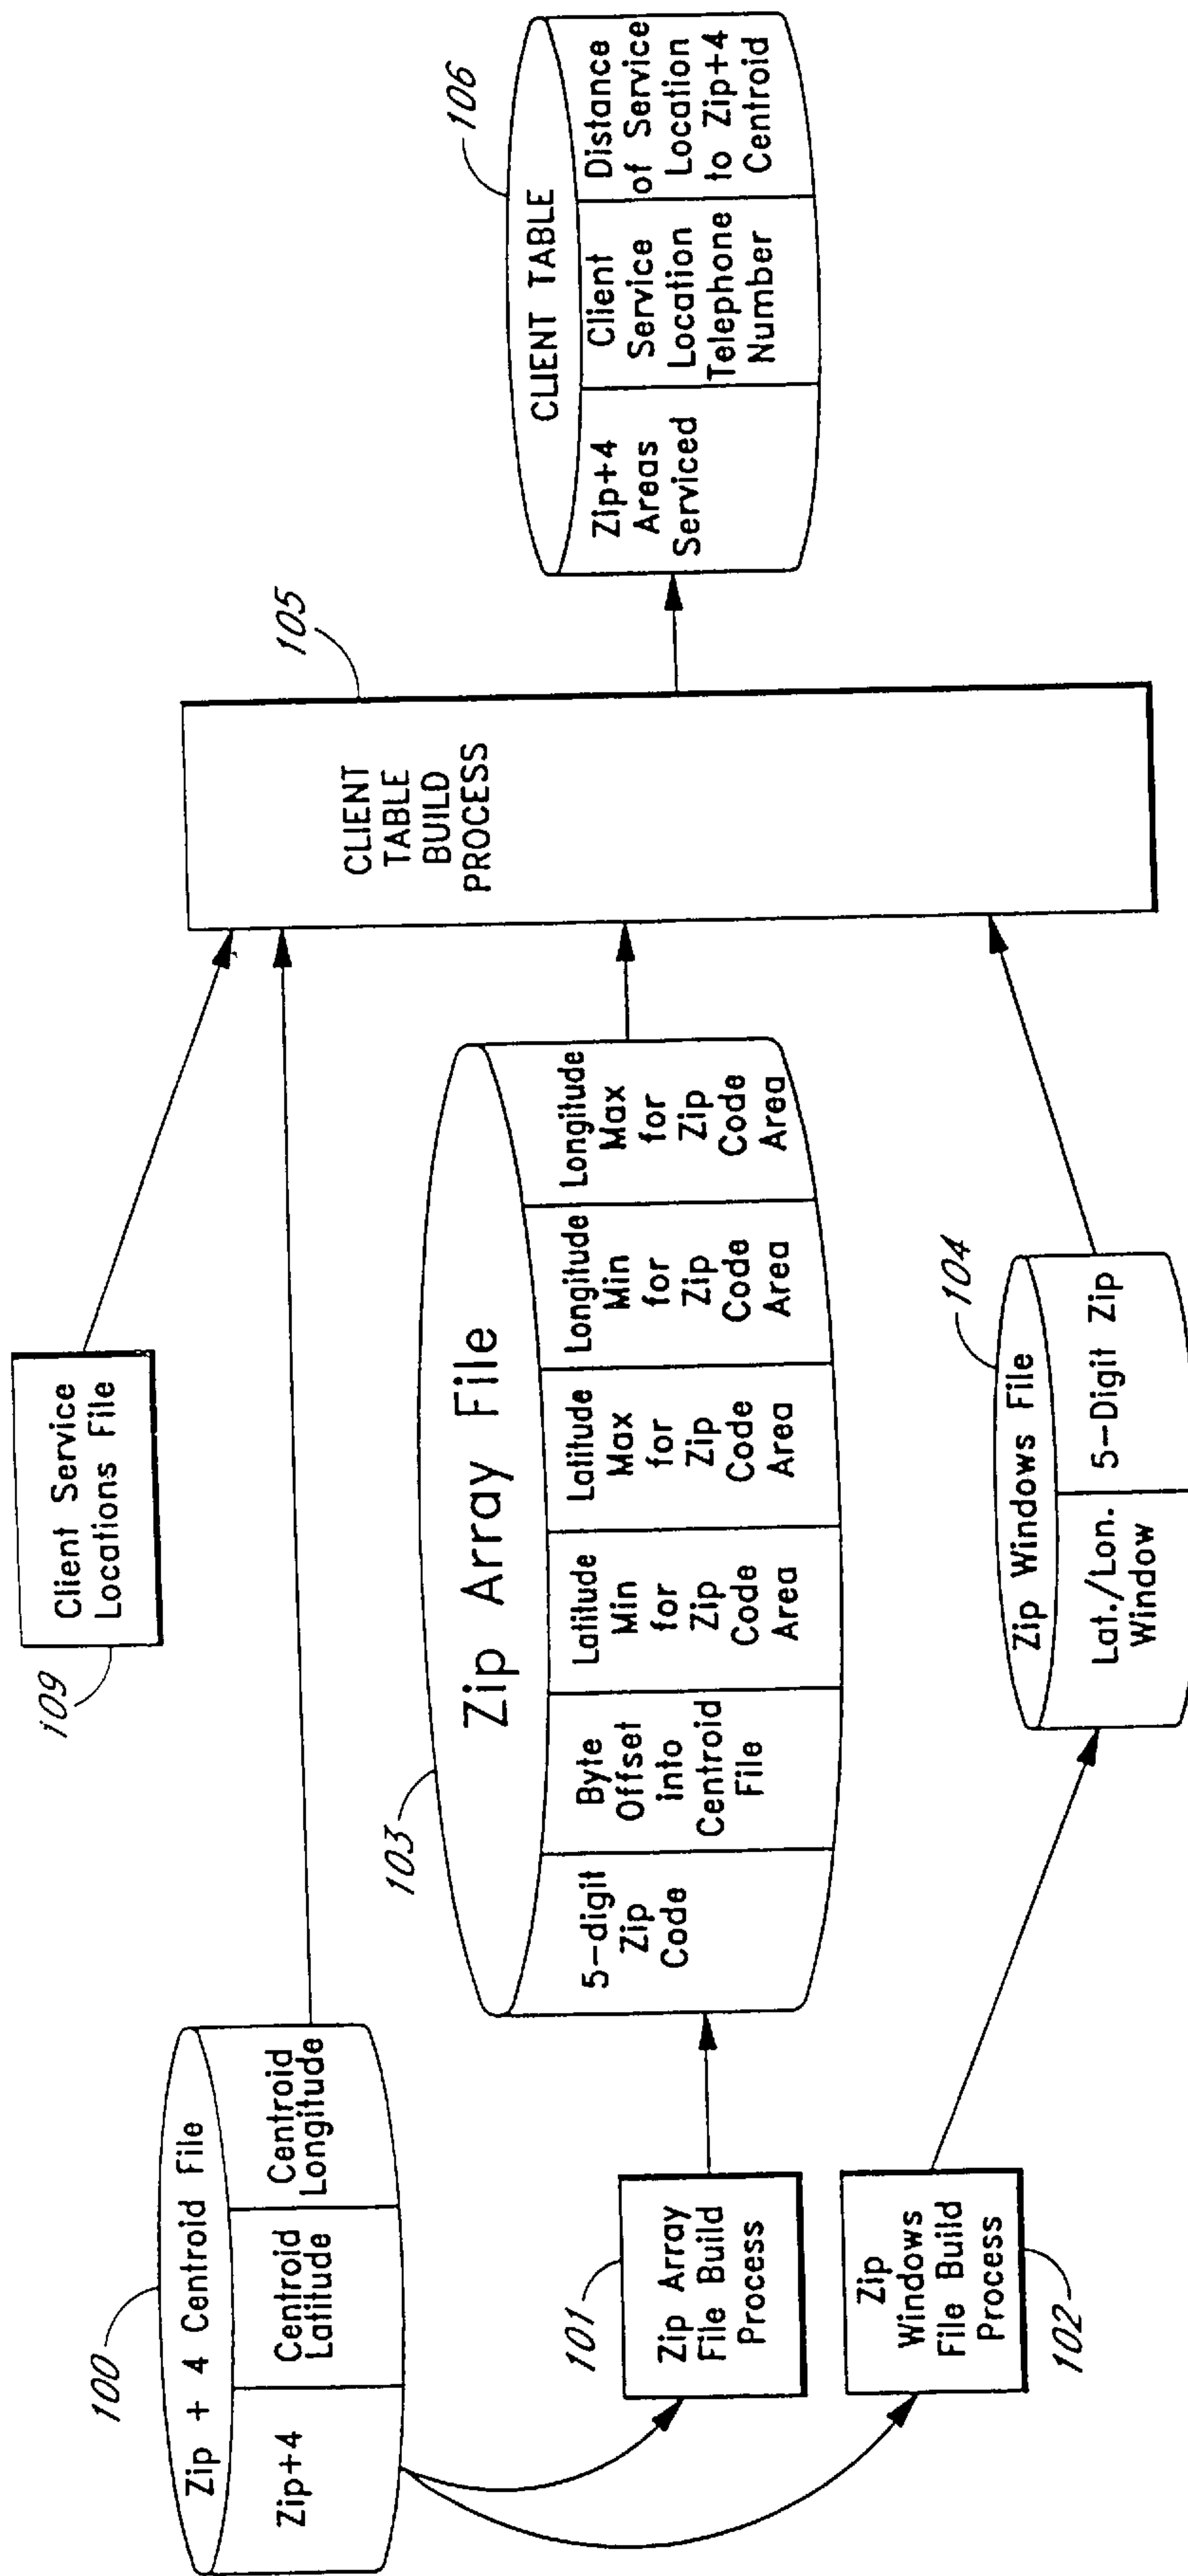 109
Client Service
Locations File
100
Zip + 4 Centroid File
Zip+4
Centroid
Latitude
Centroid
Longitude
101
Zip Array
File Build
Process
103
Zip Array File
5-digit
Zip
Code
Byte
Offset
into
Centroid
File
Latitude
Min
for
Zip
Code
Area
Latitude
Max
for
Zip
Code
Area
Longitude
Min
for
Zip
Code
Area
Longitude
Max
for
Zip
Code
Area
Zip
Windows
File Build
Process
102
104
Zip Windows File
Lat./Lon.
Window
5-Digit Zip
105
CLIENT
TABLE
BUILD
PROCESS
106
CLIENT TABLE
Zip+4
Areas
Serviced
Client
Service
Location
Telephone
Number
Distance
of Service
Location
to Zip+4
Centroid